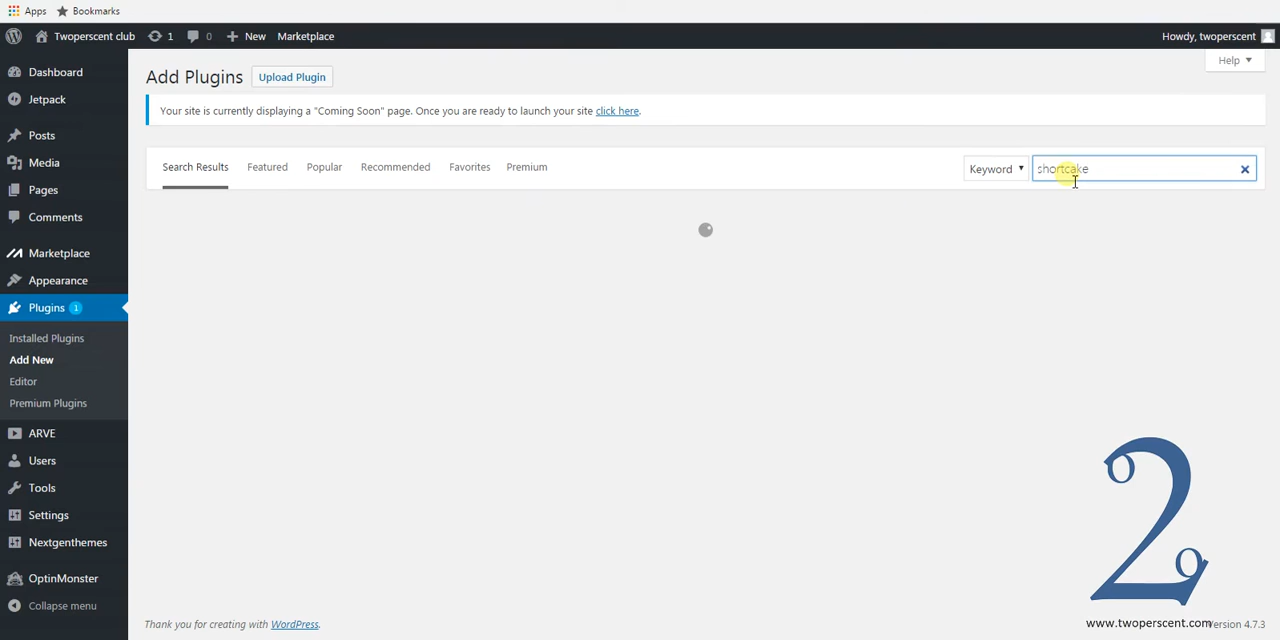 Apps Bookmarks
Twoperscent club 1 0 New Marketplace Howdy, twoperscent
Help
Dashboard
Jetpack
Posts
Media
Pages
Comments
Marketplace
Appearance
Plugins 1
Installed Plugins
Add New
Editor
Premium Plugins
ARVE
Users
Tools
Settings
Nextgenthemes
OptinMonster
Collapse menu
Add Plugins Upload Plugin
Your site is currently displaying a "Coming Soon" page. Once you are ready to launch your site click here.
Search Results Featured Popular Recommended Favorites Premium Keyword shortcake
2
www.twoperscent.com
Thank you for creating with WordPress. Version 4.7.3